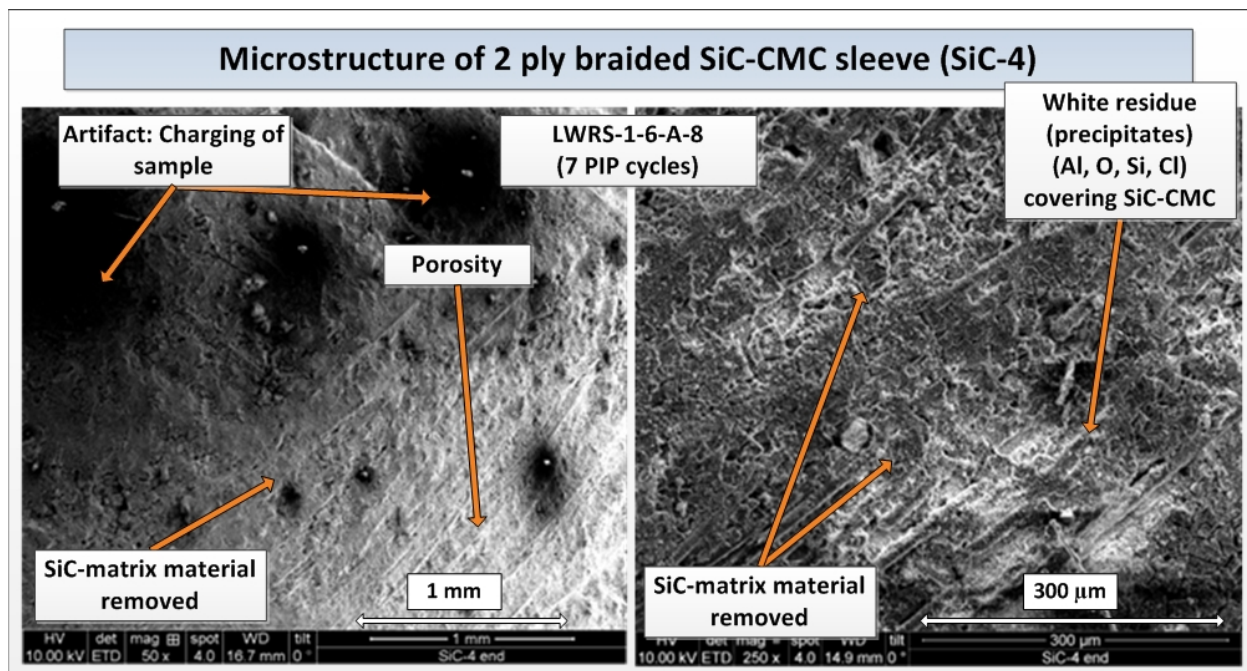 Microstructure of 2 ply braided SiC-CMC sleeve (SiC-4)
Artifact: Charging of
sample
LWRS-1-6-A-8
(7 PIP cycles)
Porosity
SiC-matrix material
removed
1 mm
HV det mag ⊞ spot WD tilt
10.00 kV ETD 50 x 4.0 16.7 mm 0 °
1 mm
SiC-4 end
White residue
(precipitates)
(Al, O, Si, Cl)
covering SiC-CMC
SiC-matrix material
removed
300 µm
HV det mag spot WD tilt
10.00 kV ETD 250 x 4.0 14.9 mm 0 °
300 µm
SiC-4 end